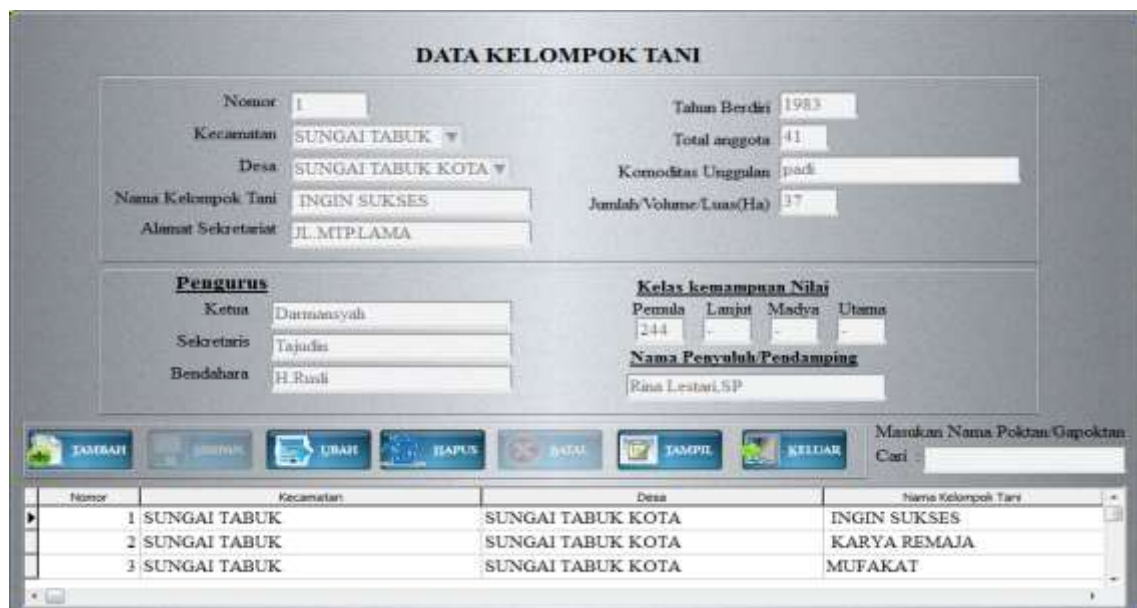 DATA KELOMPOK TANI
Nomor 1
Kecamatan SUNGAI TABUK
Desa SUNGAI TABUK KOTA
Nama Kelompok Tani INGIN SUKSES
Alamat Sekretariat JL.MTP.LAMA
Tahun Berdiri 1983
Total anggota 41
Komoditas Unggulan padi
Jumlah/Volume/Luas(Ha) 37
Pengurus
Ketua Darmansyah
Sekretaris Tajudin
Bendahara H.Rusli
Kelas kemampuan Nilai
Pemula Lanjut Madya Utama
244 - - -
Nama Penyuluh/Pendamping
Rina Lestari,SP
TAMBAH SIMPAN UBAH HAPUS BATAL TAMPIL KELUAR
Masukan Nama Poktan/Gapoktan
Cari :
Nomor Kecamatan Desa Nama Kelompok Tani
1 SUNGAI TABUK SUNGAI TABUK KOTA INGIN SUKSES
2 SUNGAI TABUK SUNGAI TABUK KOTA KARYA REMAJA
3 SUNGAI TABUK SUNGAI TABUK KOTA MUFAKAT